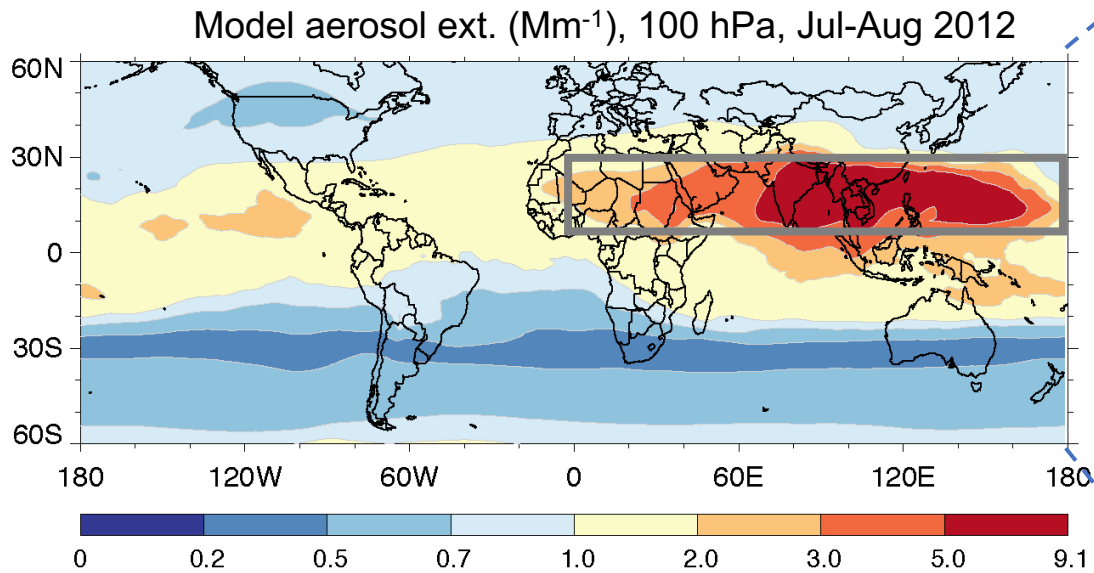 Model aerosol ext. (Mm-1), 100 hPa, Jul-Aug 2012
60N
30N
0
30S
60S
180 120W 60W 0 60E 120E 180
0 0.2 0.5 0.7 1.0 2.0 3.0 5.0 9.1